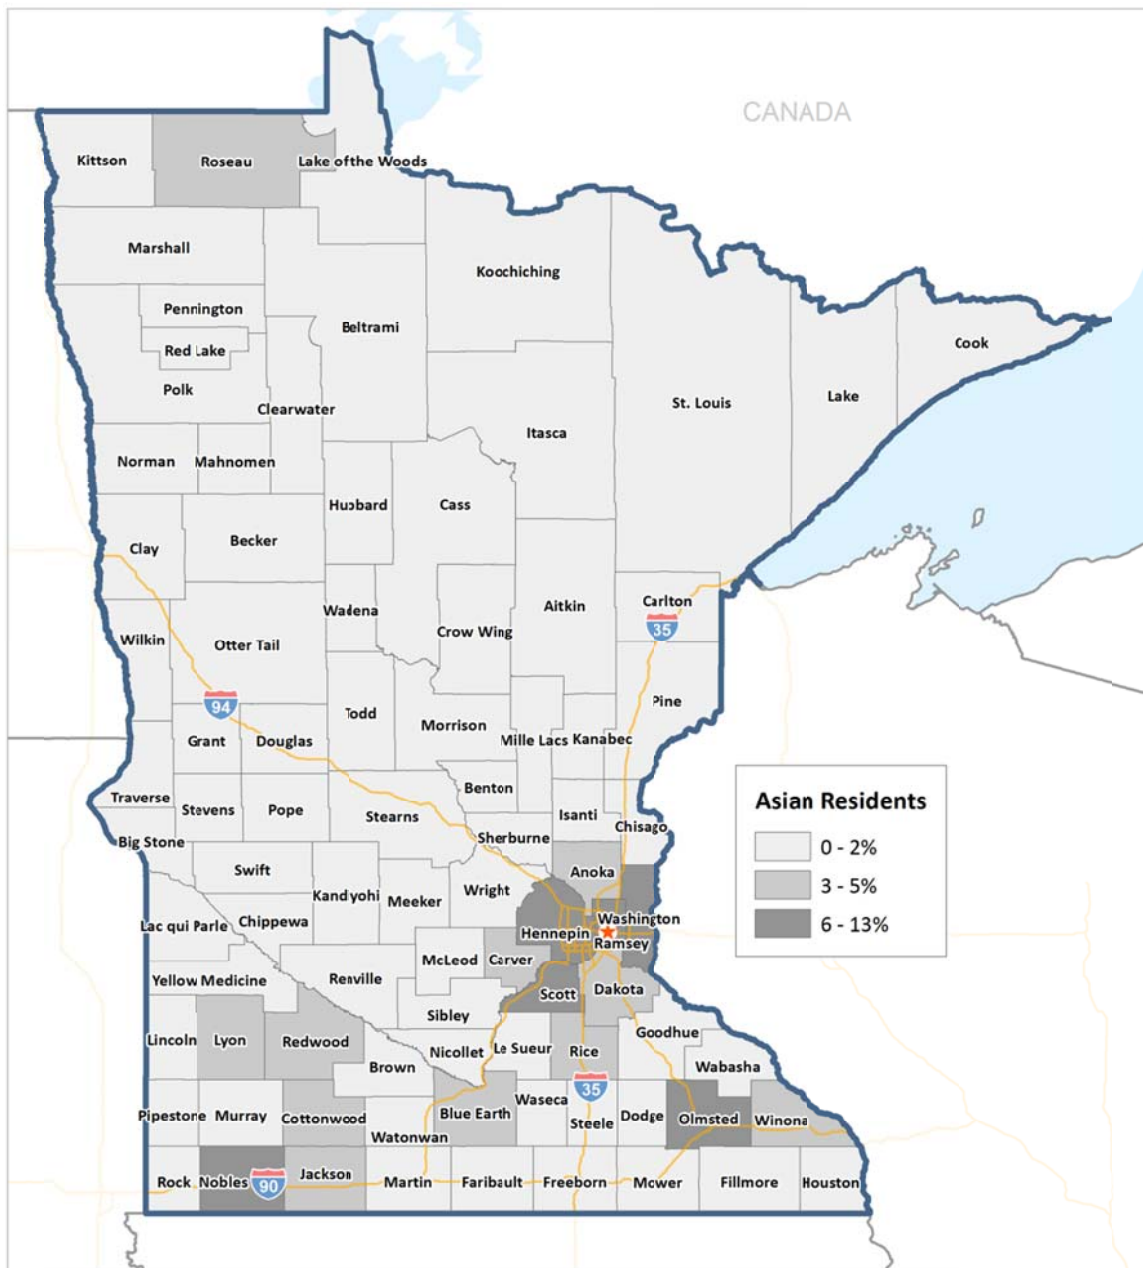 CANADA
Kittson
Roseau
Lake of the Woods
Marshall
Koochiching
Pennington
Beltrami
Red Lake
Cook
Polk
St. Louis
Lake
Clearwater
Itasca
Norman
Mahnomen
Hubbard
Cass
Clay
Becker
Wadena
Aitkin
Carlton
35
Crow Wing
Wilkin
Otter Tail
94
Todd
Pine
Morrison
Grant
Douglas
Mille Lacs
Kanabec
Benton
Traverse
Stevens
Pope
Stearns
Isanti
Chisago
Big Stone
Sherburne
Swift
Anoka
Kandiyohi
Meeker
Wright
Lac qui Parle
Chippewa
Washington
Hennepin
Ramsey
McLeod
Carver
Yellow Medicine
Renville
Scott
Dakota
Sibley
Goodhue
Lincoln
Lyon
Redwood
Nicollet
Le Sueur
Rice
Brown
Wabasha
35
Pipestone
Murray
Cottonwood
Blue Earth
Waseca
Steele
Dodge
Olmsted
Winona
Watonwan
Rock
Nobles
90
Jackson
Martin
Faribault
Freeborn
Mower
Fillmore
Houston
Asian Residents
0 - 2%
3 - 5%
6 - 13%